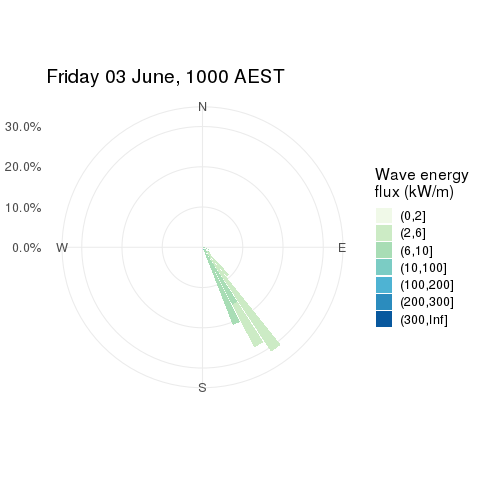 Friday 03 June, 1000 AEST
N
30.0%
20.0%
10.0%
0.0%
W
E
S
Wave energy
flux (kW/m)
(0,2]
(2,6]
(6,10]
(10,100]
(100,200]
(200,300]
(300,Inf]